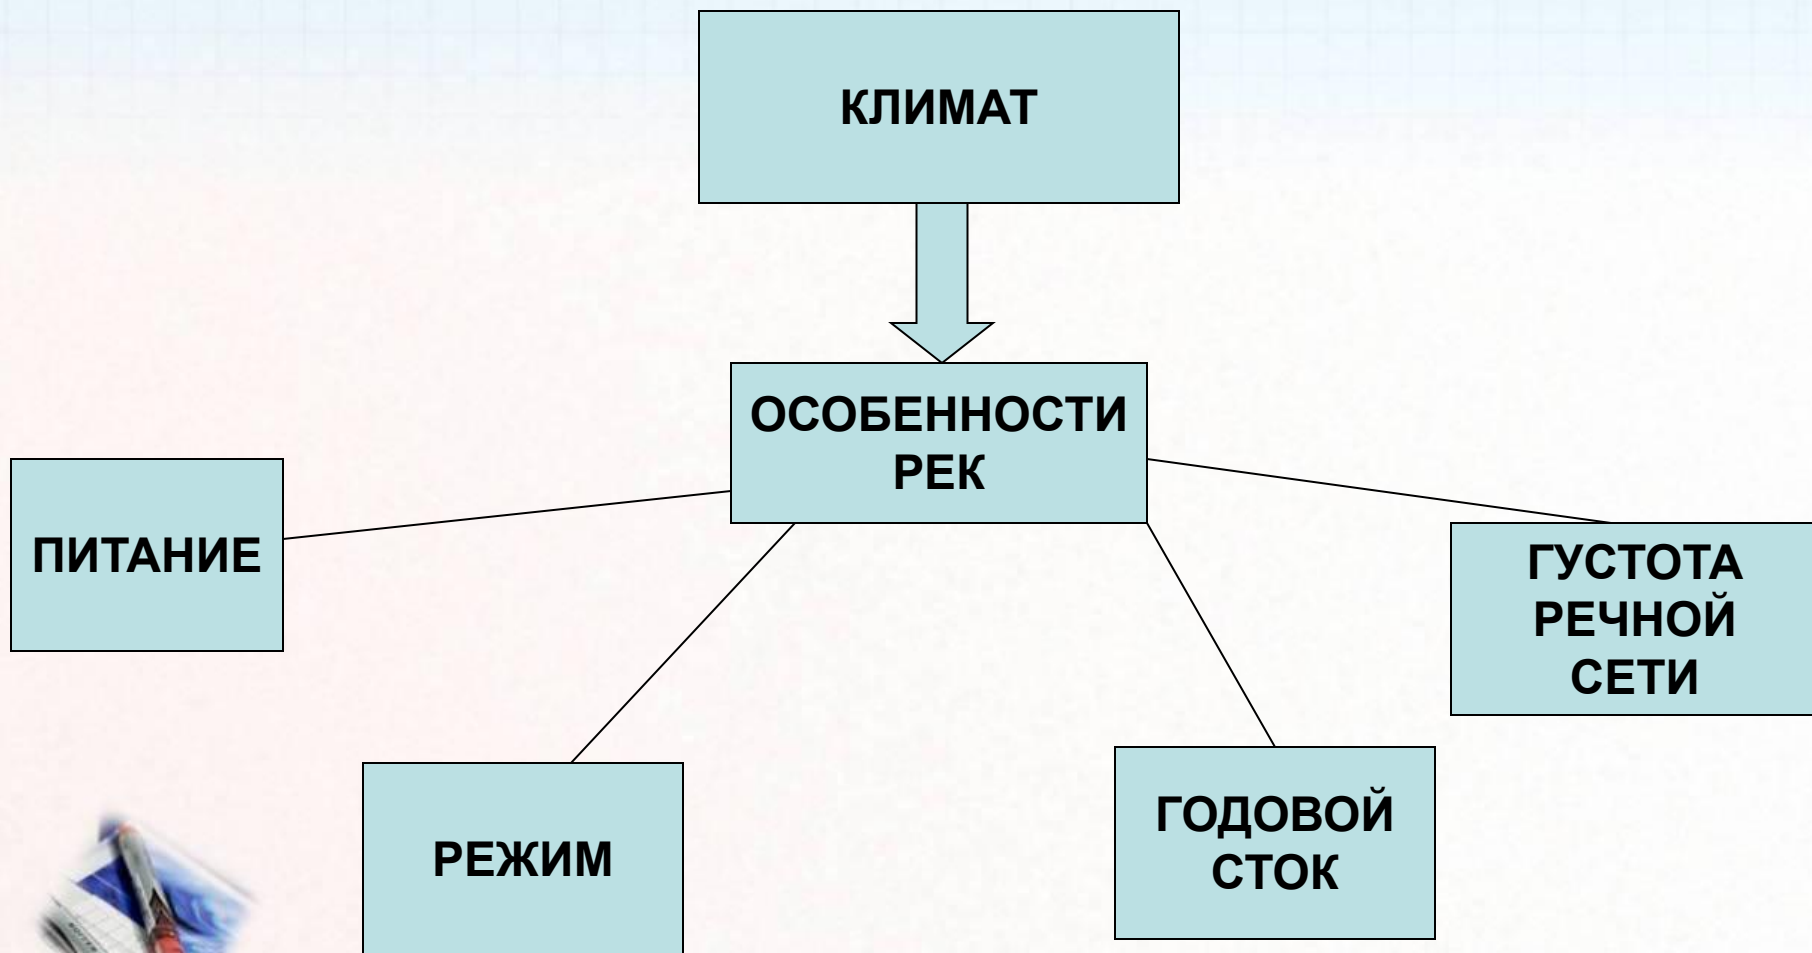 КЛИМАТ
ОСОБЕННОСТИ
РЕК
ПИТАНИЕ
ГУСТОТА
РЕЧНОЙ
СЕТИ
РЕЖИМ
ГОДОВОЙ
СТОК